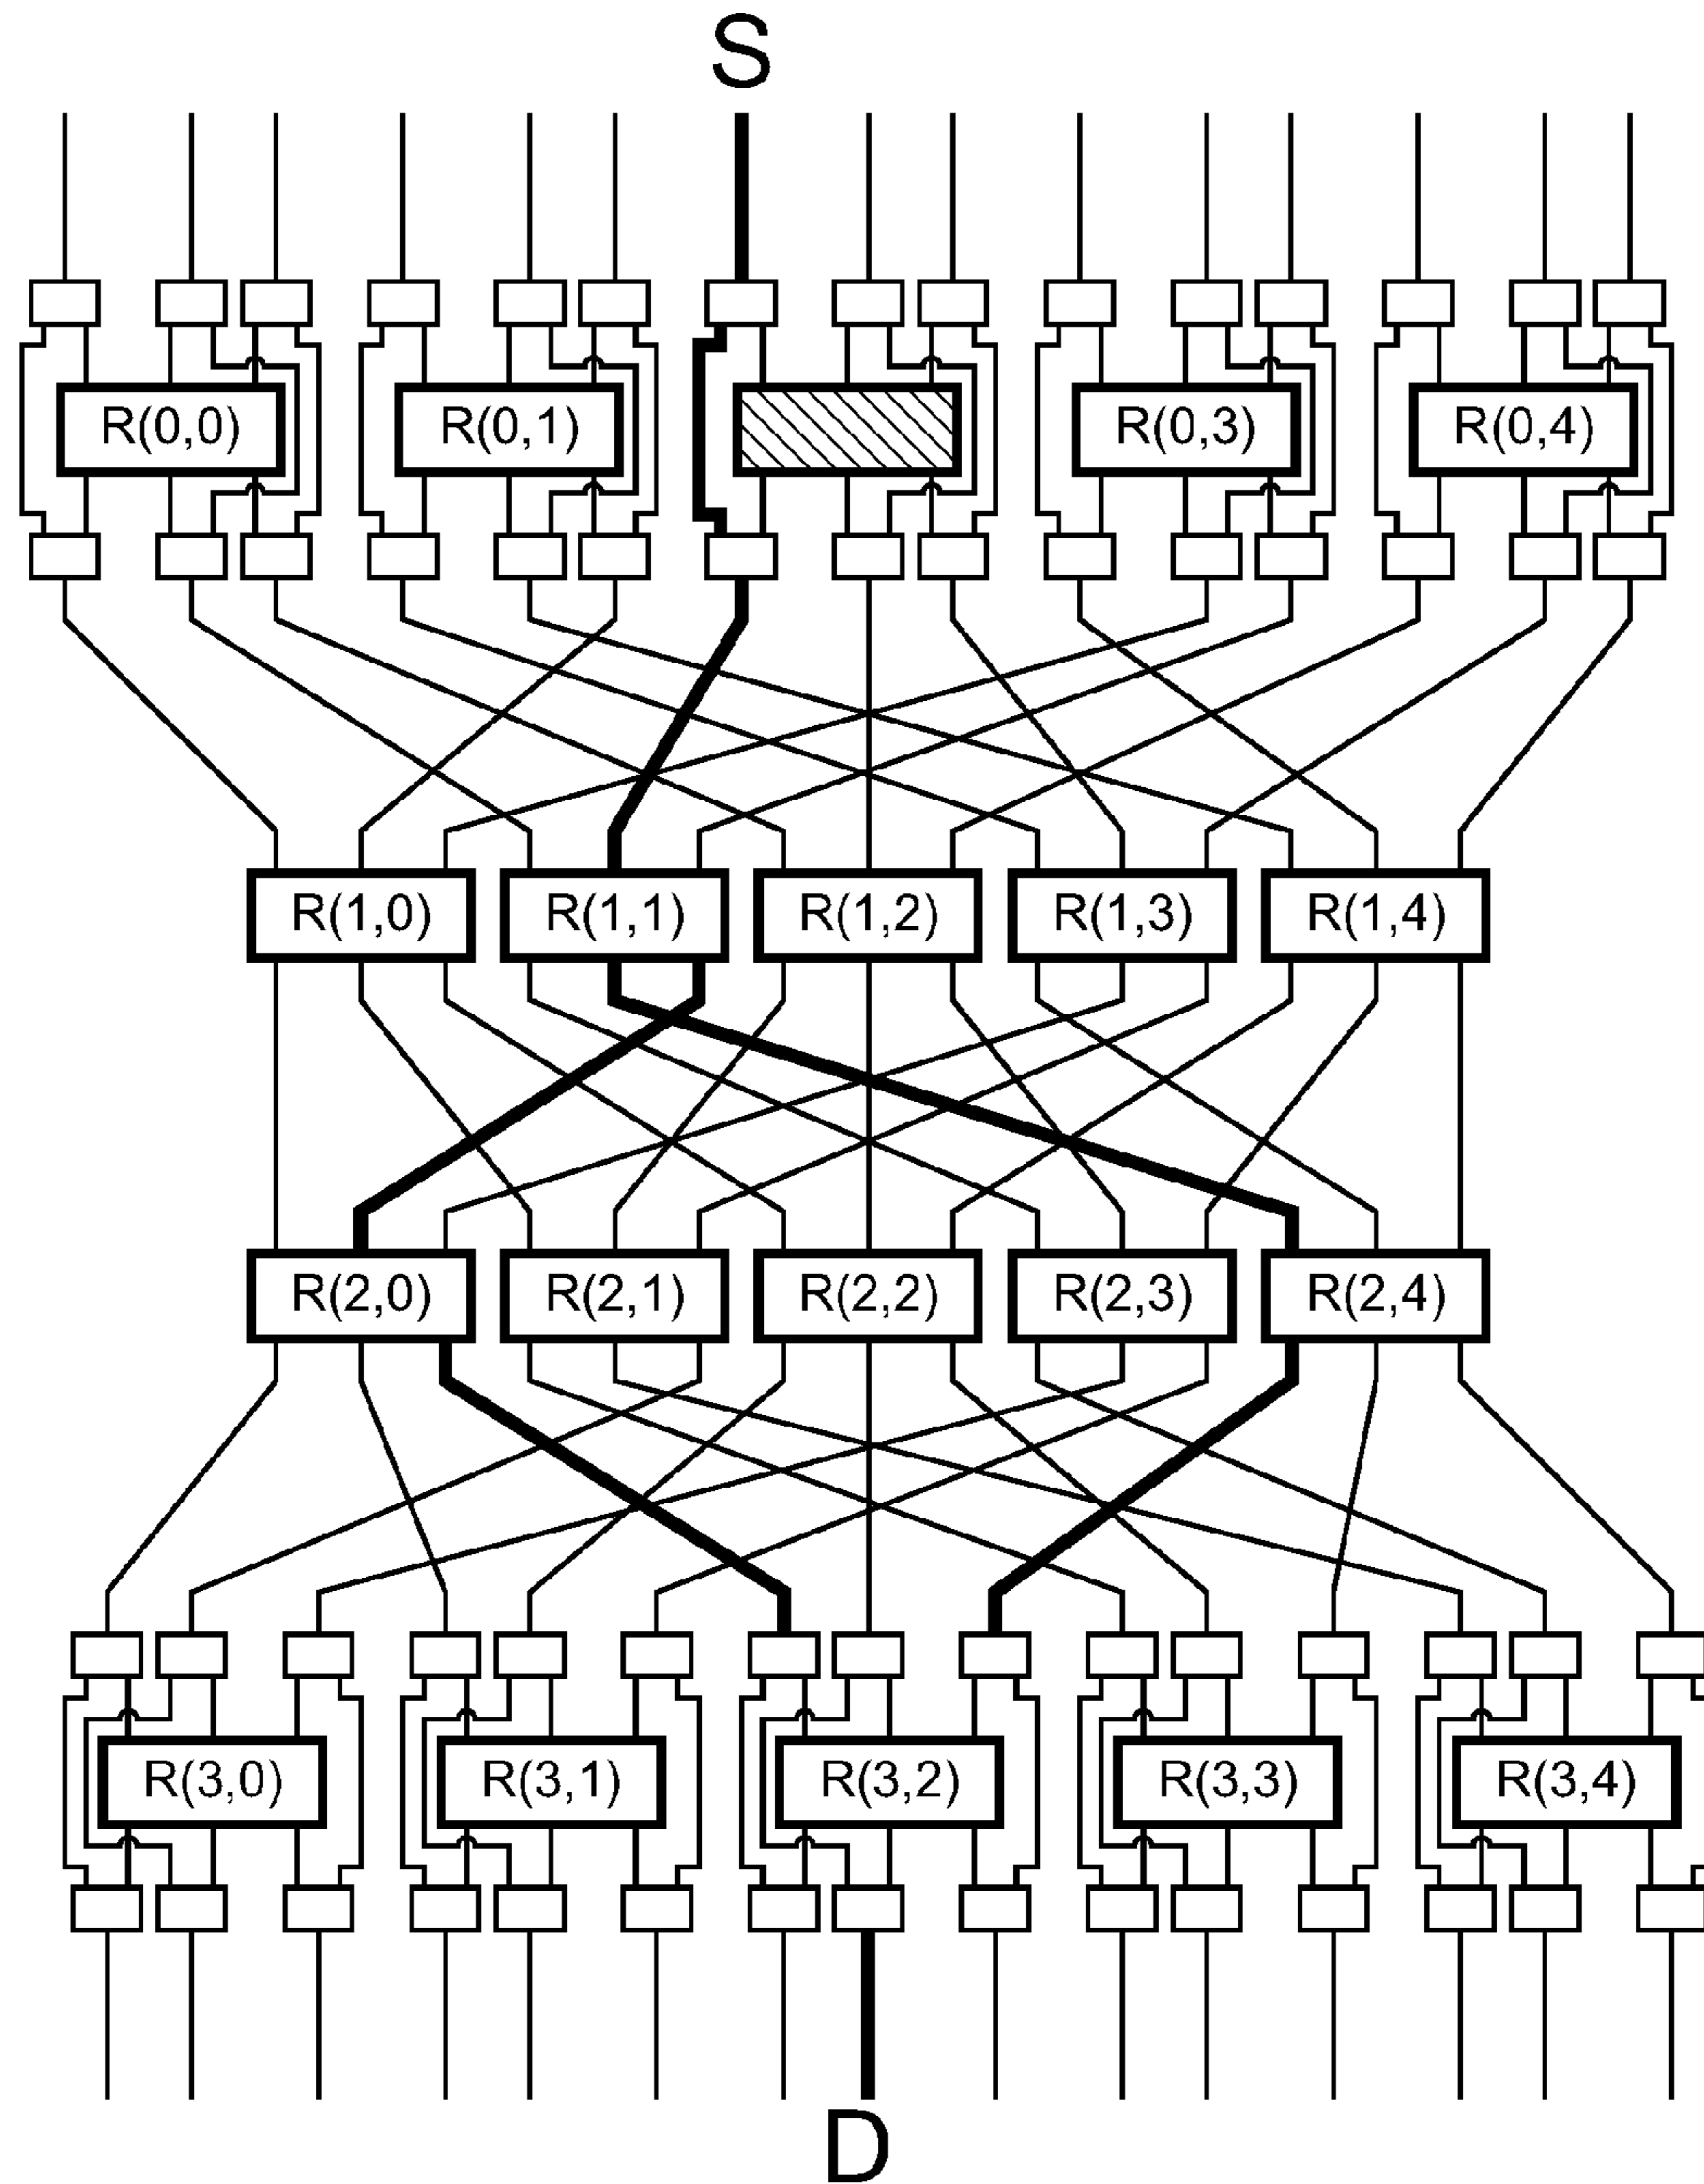 S
R(0,0) R(0,1) R(0,3) R(0,4)
R(1,0) R(1,1) R(1,2) R(1,3) R(1,4)
R(2,0) R(2,1) R(2,2) R(2,3) R(2,4)
R(3,0) R(3,1) R(3,2) R(3,3) R(3,4)
D